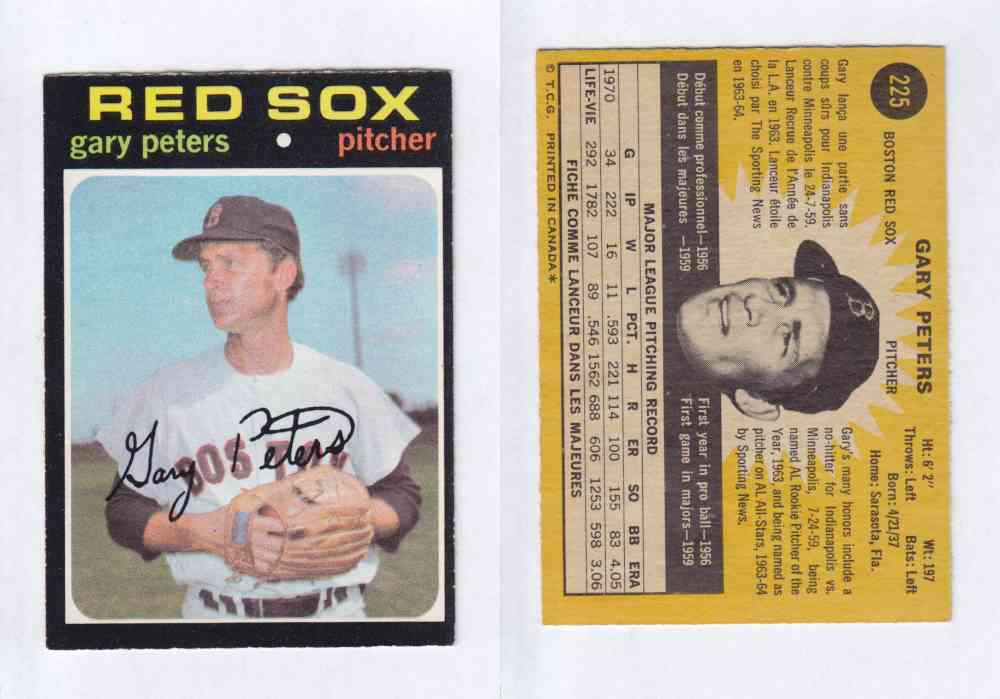 RED SOX
gary peters • pitcher
B
BOSTON
Gary Peters
225
GARY PETERS
BOSTON RED SOX PITCHER
Ht: 6' 2" Wt: 197
Throws: Left Bats: Left
Born: 4/21/37
Home: Sarasota, Fla.
Gary lança une partie sans
coups sûrs pour Indianapolis
contre Minneapolis le 24-7-59.
Lanceur Recrue de l'Année de
la L.A. en 1963. Lanceur étoile
choisi par The Sporting News
en 1963-64.
B
Gary's many honors include a
no-hitter for Indianapolis vs.
Minneapolis, 7-24-59, being
named AL Rookie Pitcher of the
Year, 1963, and being named as
pitcher on AL All-Stars, 1963-64
by Sporting News.
Début comme professionnel—1956
Début dans les majeures —1959
First year in pro ball—1956
First game in majors—1959
MAJOR LEAGUE PITCHING RECORD
G IP W L PCT. H R ER SO BB ERA
1970 34 222 16 11 .593 221 114 100 155 83 4.05
LIFE-VIE 292 1782 107 89 .546 1562 688 606 1253 598 3.06
FICHE COMME LANCEUR DANS LES MAJEURES
© T.C.G. PRINTED IN CANADA*